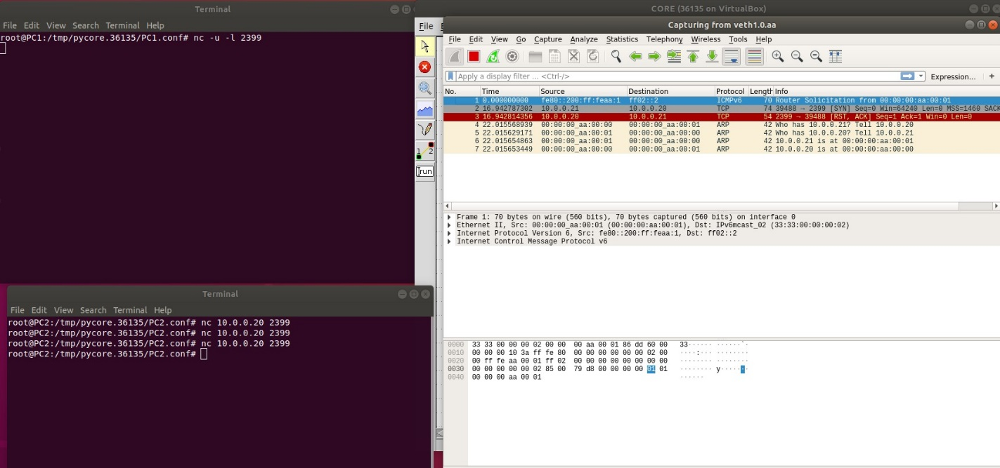 Terminal
File Edit View Search Terminal Help
root@PC1:/tmp/pycore.36135/PC1.conf# nc -u -l 2399
Terminal
File Edit View Search Terminal Help
root@PC2:/tmp/pycore.36135/PC2.conf# nc 10.0.0.20 2399
root@PC2:/tmp/pycore.36135/PC2.conf# nc 10.0.0.20 2399
root@PC2:/tmp/pycore.36135/PC2.conf# nc 10.0.0.20 2399
root@PC2:/tmp/pycore.36135/PC2.conf#
CORE (36135 on VirtualBox)
File
1 2
run
Capturing from veth1.0.aa
File Edit View Go Capture Analyze Statistics Telephony Wireless Tools Help
Apply a display filter ... <Ctrl-/> Expression... +
No. Time Source Destination Protocol Length Info
1 0.000000000 fe80::200:ff:feaa:1 ff02::2 ICMPv6 70 Router Solicitation from 00:00:00:aa:00:01
2 16.942787302 10.0.0.21 10.0.0.20 TCP 74 39488 → 2399 [SYN] Seq=0 Win=64240 Len=0 MSS=1460 SACK
3 16.942814356 10.0.0.20 10.0.0.21 TCP 54 2399 → 39488 [RST, ACK] Seq=1 Ack=1 Win=0 Len=0
4 22.015568939 00:00:00_aa:00:00 00:00:00_aa:00:01 ARP 42 Who has 10.0.0.21? Tell 10.0.0.20
5 22.015629171 00:00:00_aa:00:01 00:00:00_aa:00:00 ARP 42 Who has 10.0.0.20? Tell 10.0.0.21
6 22.015654863 00:00:00_aa:00:01 00:00:00_aa:00:00 ARP 42 10.0.0.21 is at 00:00:00:aa:00:01
7 22.015653449 00:00:00_aa:00:00 00:00:00_aa:00:01 ARP 42 10.0.0.20 is at 00:00:00:aa:00:00
Frame 1: 70 bytes on wire (560 bits), 70 bytes captured (560 bits) on interface 0
Ethernet II, Src: 00:00:00_aa:00:01 (00:00:00:aa:00:01), Dst: IPv6mcast_02 (33:33:00:00:00:02)
Internet Protocol Version 6, Src: fe80::200:ff:feaa:1, Dst: ff02::2
Internet Control Message Protocol v6
0000 33 33 00 00 00 02 00 00 00 aa 00 01 86 dd 60 00 33······ ······`·
0010 00 00 00 10 3a ff fe 80 00 00 00 00 00 00 02 00 ····:··· ········
0020 00 ff fe aa 00 01 ff 02 00 00 00 00 00 00 00 00 ········ ········
0030 00 00 00 00 00 02 85 00 79 d8 00 00 00 00 01 01 ········ y·······
0040 00 00 00 aa 00 01 ······